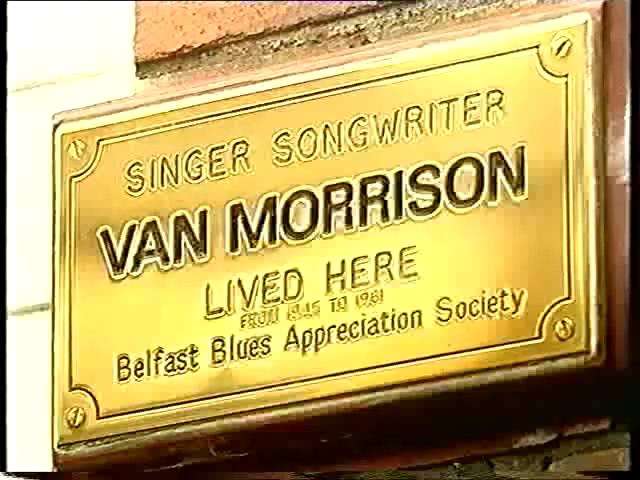 SINGER SONGWRITER
VAN MORRISON
LIVED HERE
FROM 1945 TO 1961
Belfast Blues Appreciation Society